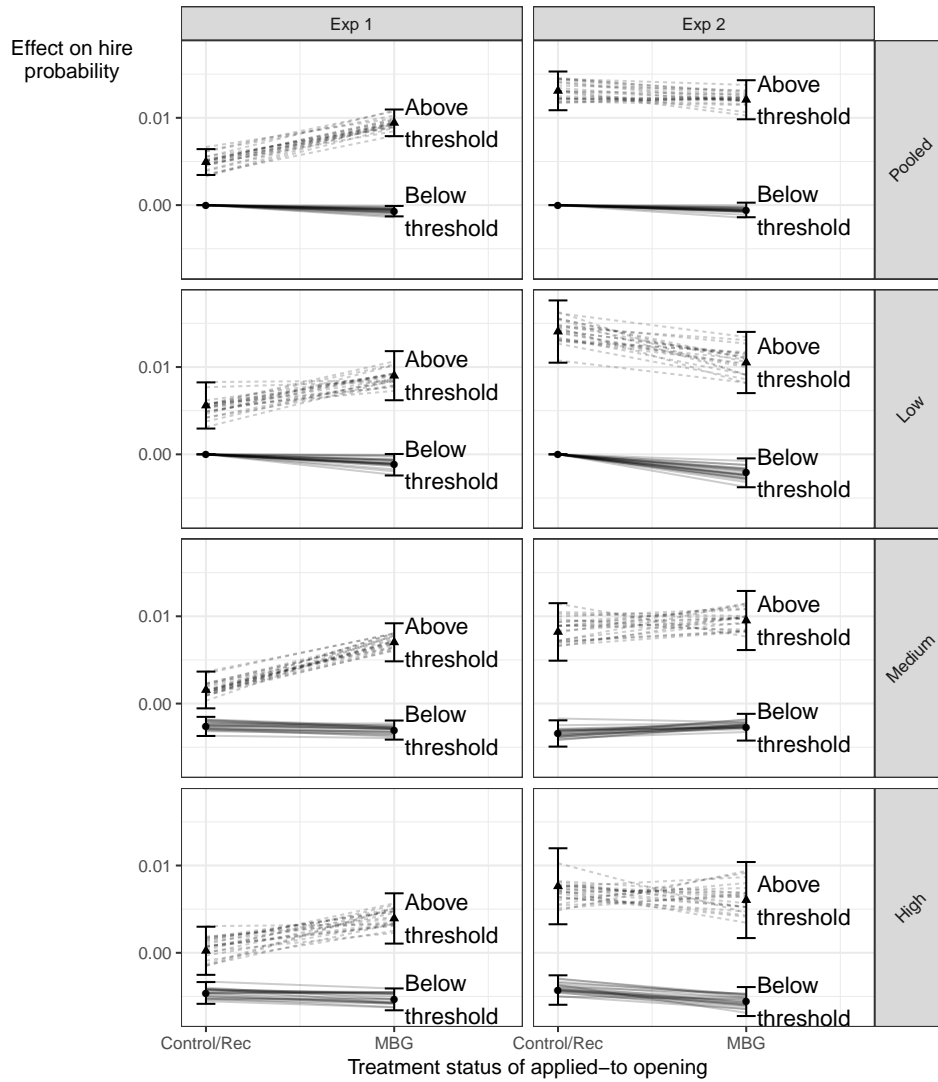 Exp 1
Exp 2
Effect on hire
probability
0.01
0.00
Above
threshold
Below
threshold
Above
threshold
Below
threshold
Pooled
0.01
0.00
Above
threshold
Below
threshold
Above
threshold
Below
threshold
Low
0.01
0.00
Above
threshold
Below
threshold
Above
threshold
Below
threshold
Medium
0.01
0.00
Above
threshold
Below
threshold
Above
threshold
Below
threshold
High
Control/Rec
MBG
Control/Rec
MBG
Treatment status of applied−to opening